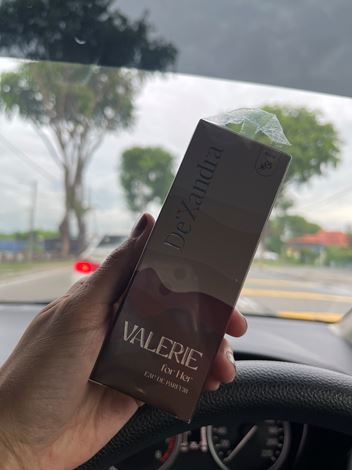 De'Xandra
VALERIE
for Her
EAU DE PARFUM